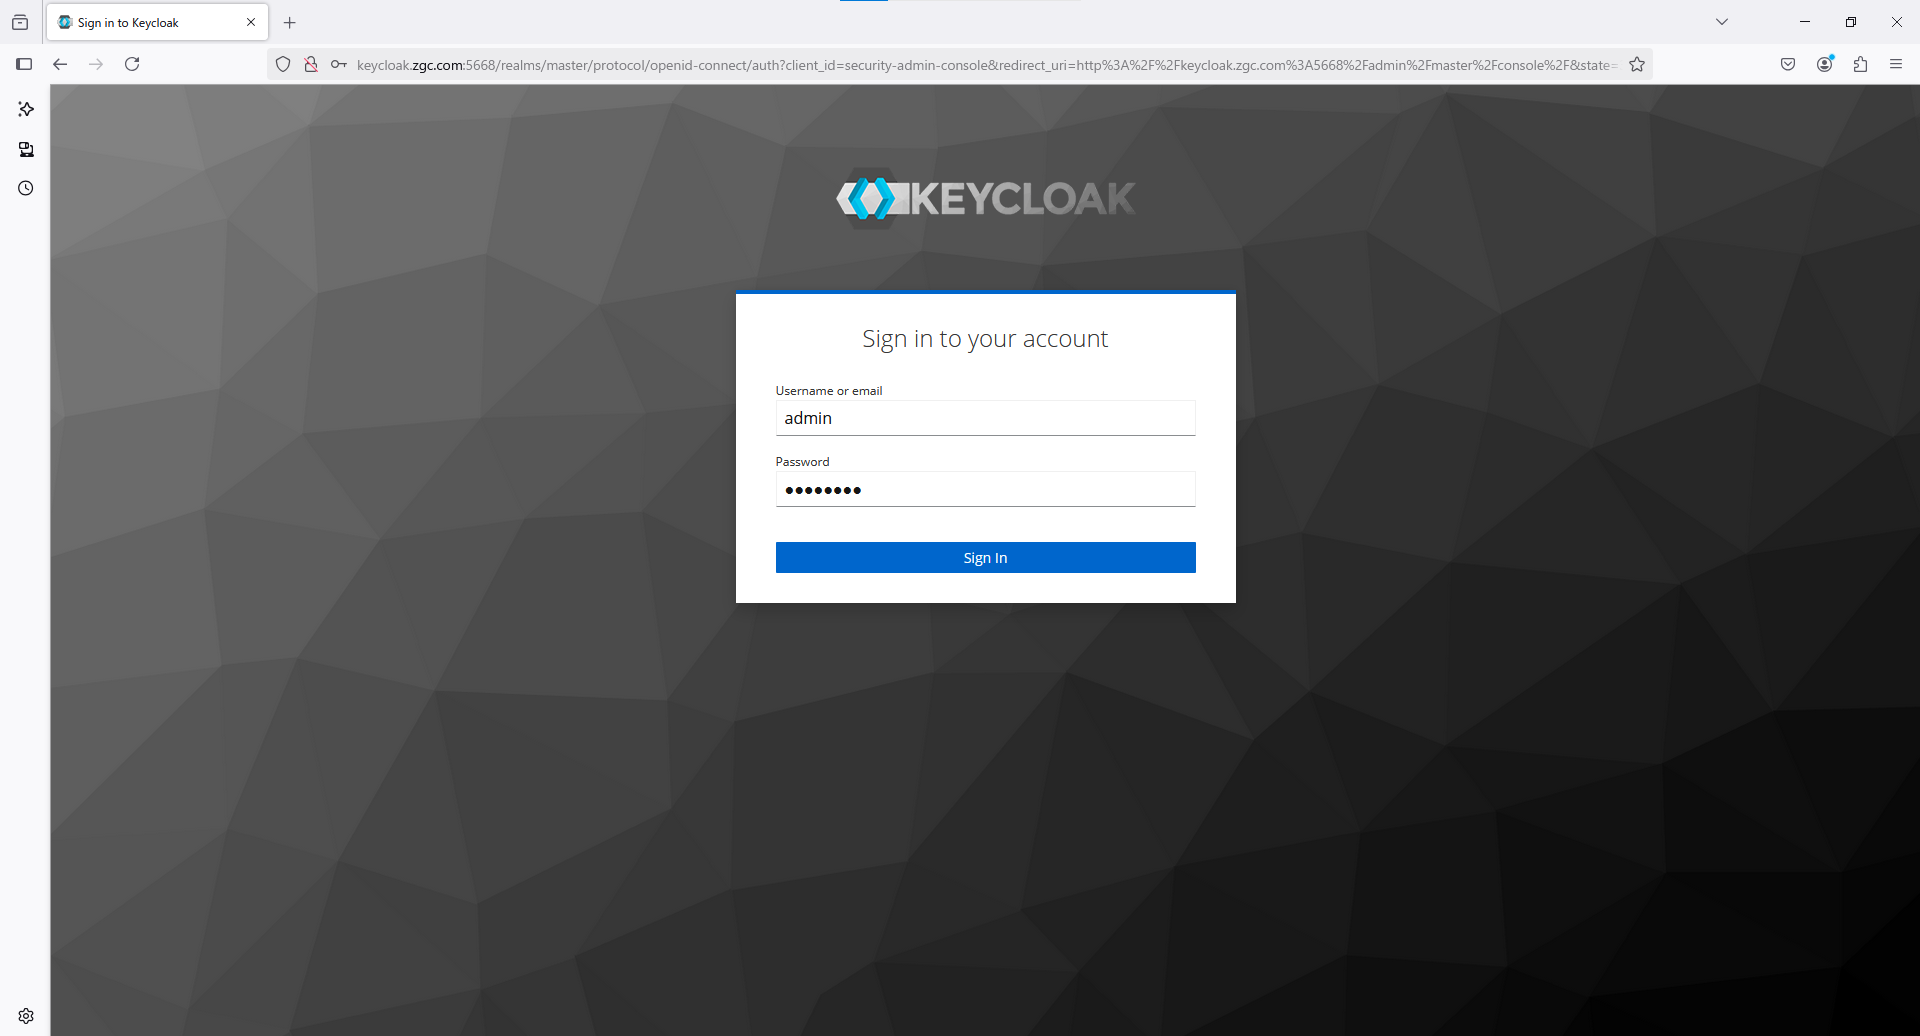 Sign in to Keycloak
keycloak.zgc.com:5668/realms/master/protocol/openid-connect/auth?client_id=security-admin-console&redirect_uri=http%3A%2F%2Fkeycloak.zgc.com%3A5668%2Fadmin%2Fmaster%2Fconsole%2F&state=
KEYCLOAK
Sign in to your account
Username or email
admin
Password
••••••••
Sign In